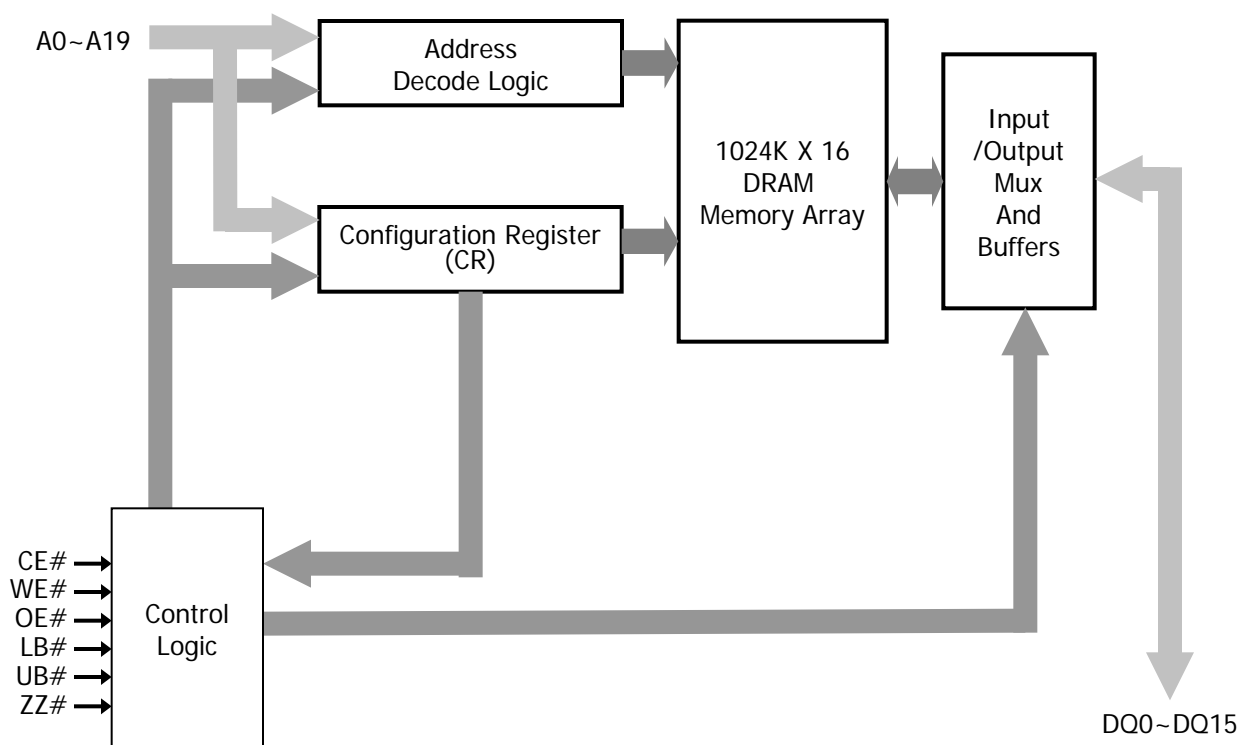 A0~A19
Address
Decode Logic
Configuration Register
(CR)
1024K X 16
DRAM
Memory Array
Input
/Output
Mux
And
Buffers
CE#
WE#
OE#
LB#
UB#
ZZ#
Control
Logic
DQ0~DQ15